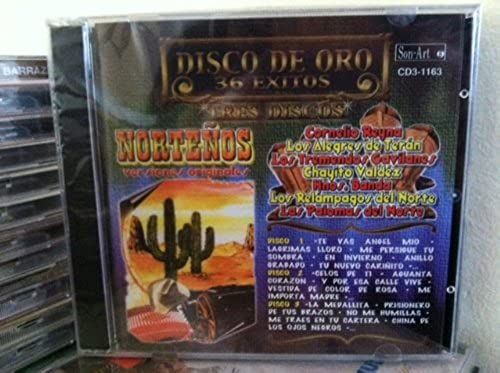 BARRAZ
DISCO DE ORO
36 EXITOS
TRES DISCOS
Son-Art
CD3-1163
NORTEÑOS
versiones originales
Cornelio Reyna
Los Alegres de Terán
Los Tremendos Gavilanes
Chayito Valdez
Hnos. Banda
Los Relámpagos del Norte
Las Palomas del Norte
DISCO 1 -TE VAS ANGEL MIO -
LAGRIMAS LLORO - ME PERSIGUE TU
SOMBRA - EN INVIERNO - ANILLO
GRABADO - TU NUEVO CARIÑITO -...
DISCO 2 -CELOS DE TI - AGUANTA
CORAZON - Y POR ESA CALLE VIVE -
VESTIDA DE COLOR DE ROSA - ME
IMPORTA MADRE -...
DISCO 3 -LA MEDALLITA - PRISIONERO
DE TUS BRAZOS - NO ME HUMILLAS -
ME TRAES EN TU CARTERA - CHINA DE
LOS OJOS NEGROS -...